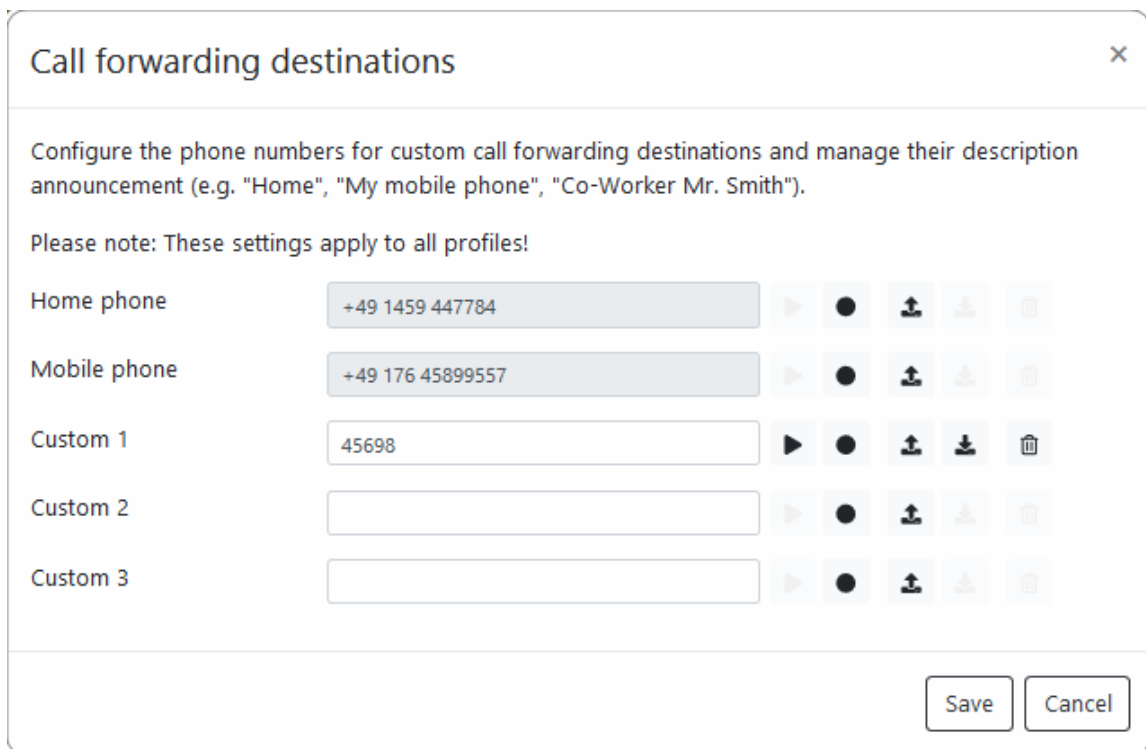 Call forwarding destinations
×
Configure the phone numbers for custom call forwarding destinations and manage their description
announcement (e.g. "Home", "My mobile phone", "Co-Worker Mr. Smith").
Please note: These settings apply to all profiles!
Home phone +49 1459 447784
Mobile phone +49 176 45899557
Custom 1 45698
Custom 2
Custom 3
Save Cancel